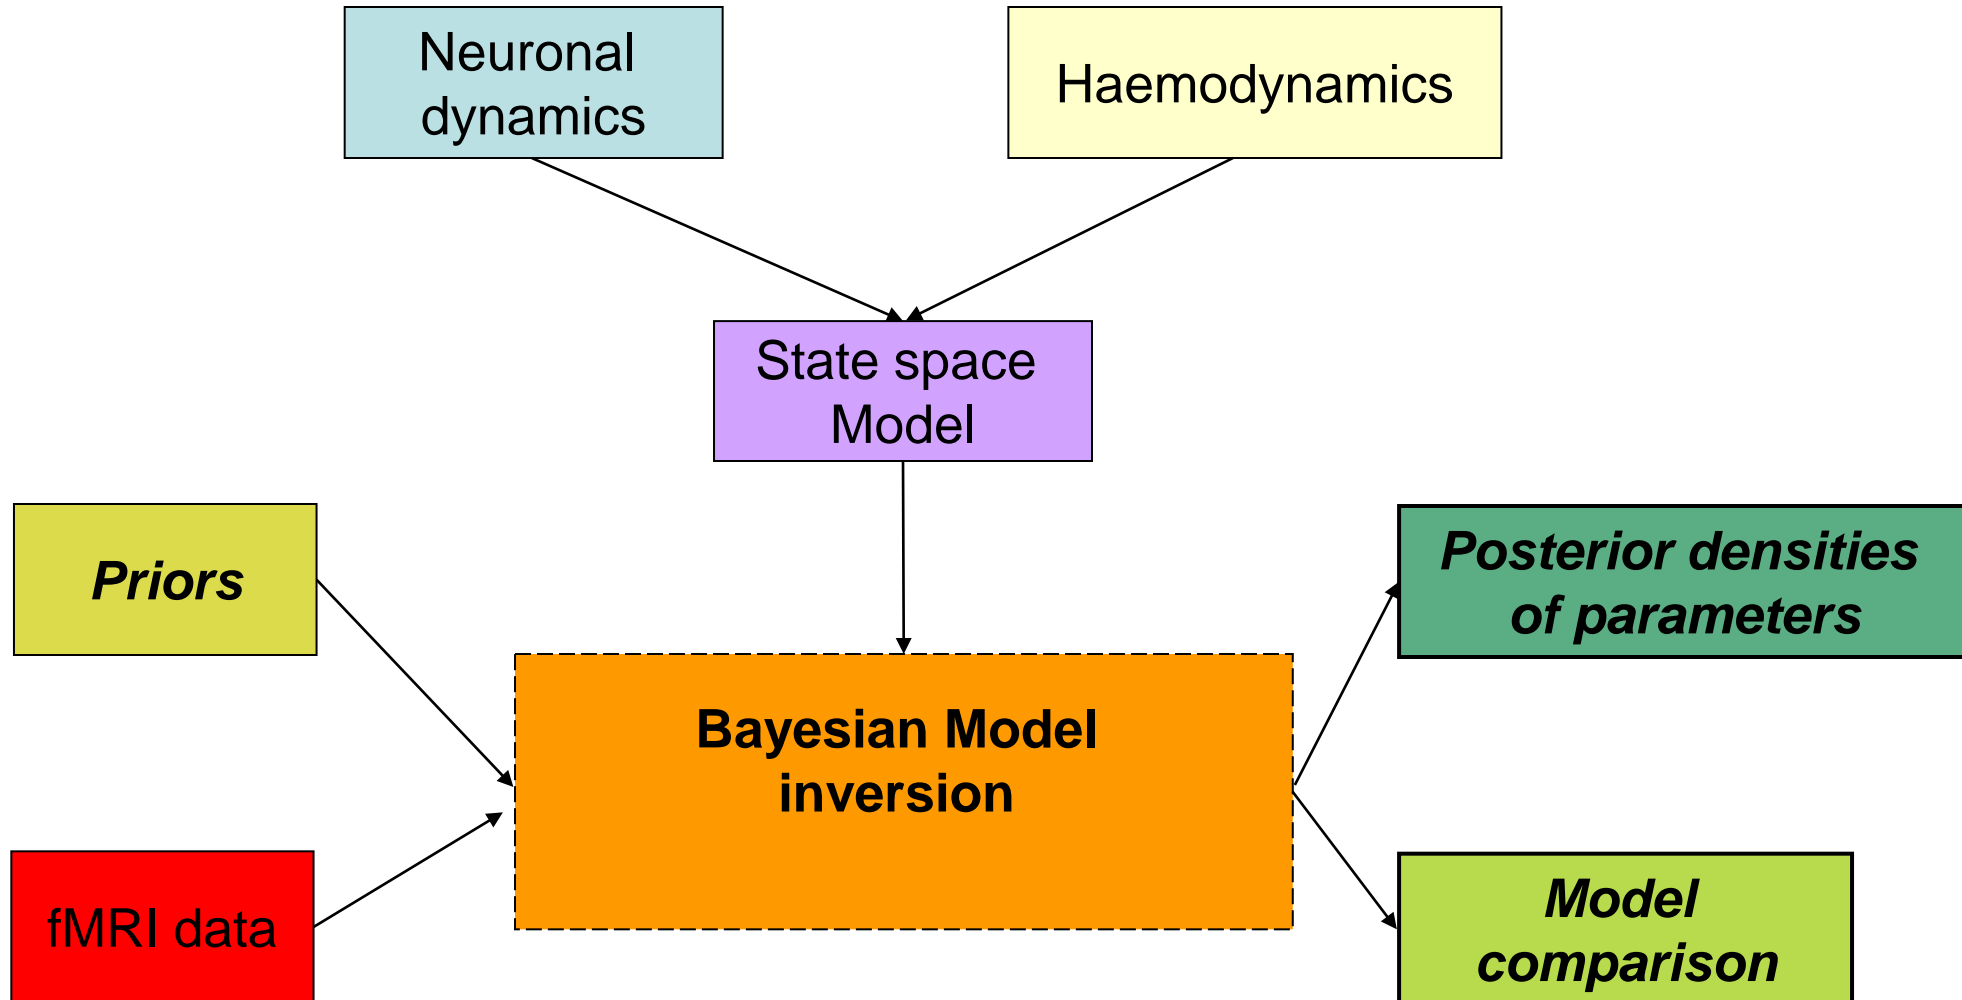 Neuronal
dynamics
Haemodynamics
State space
Model
Priors
Posterior densities
of parameters
Bayesian Model
inversion
fMRI data
Model
comparison